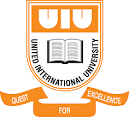 UIU
UNITED INTERNATIONAL UNIVERSITY
QUEST
FOR
EXCELLENCE